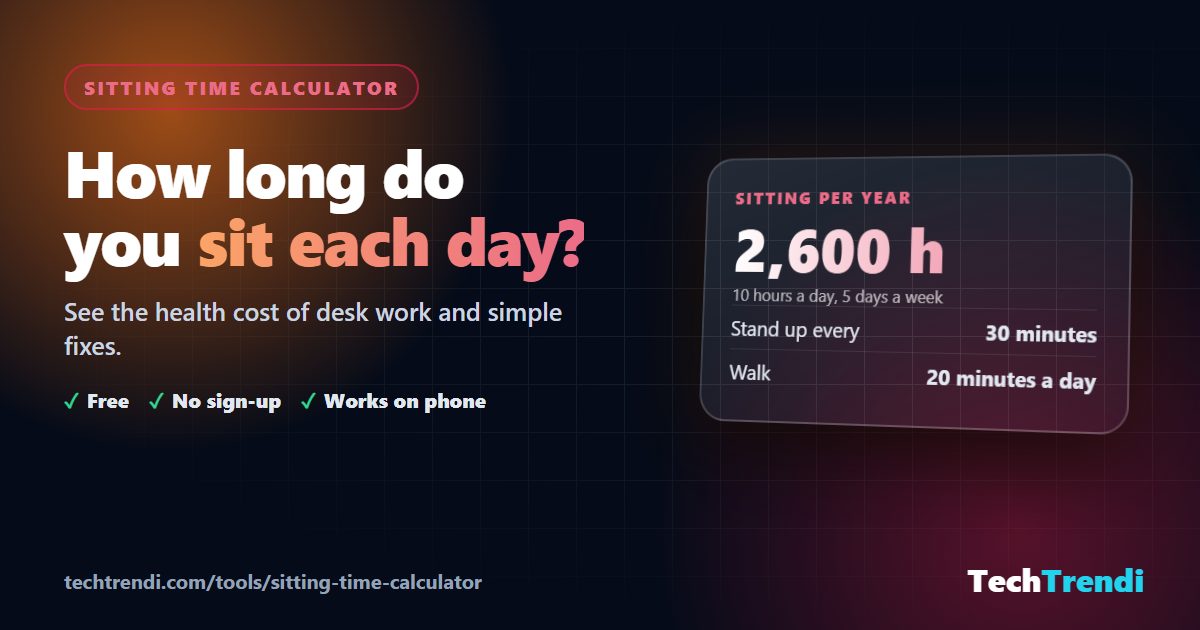 SITTING TIME CALCULATOR
How long do
you sit each day?
See the health cost of desk work and simple
fixes.
✓ Free ✓ No sign-up ✓ Works on phone
SITTING PER YEAR
2,600 h
10 hours a day, 5 days a week
Stand up every 30 minutes
Walk 20 minutes a day
techtrendi.com/tools/sitting-time-calculator
TechTrendi